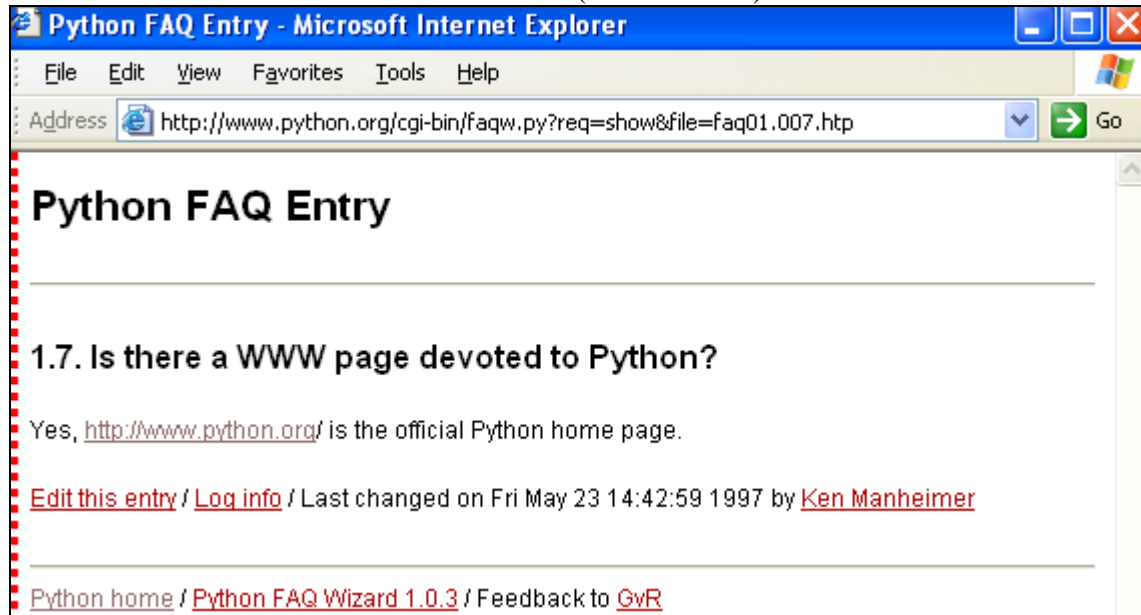 Python FAQ Entry - Microsoft Internet Explorer
File Edit View Favorites Tools Help
Address http://www.python.org/cgi-bin/faqw.py?req=show&file=faq01.007.htp Go
Python FAQ Entry
1.7. Is there a WWW page devoted to Python?
Yes, http://www.python.org/ is the official Python home page.
Edit this entry / Log info / Last changed on Fri May 23 14:42:59 1997 by Ken Manheimer
Python home / Python FAQ Wizard 1.0.3 / Feedback to GvR